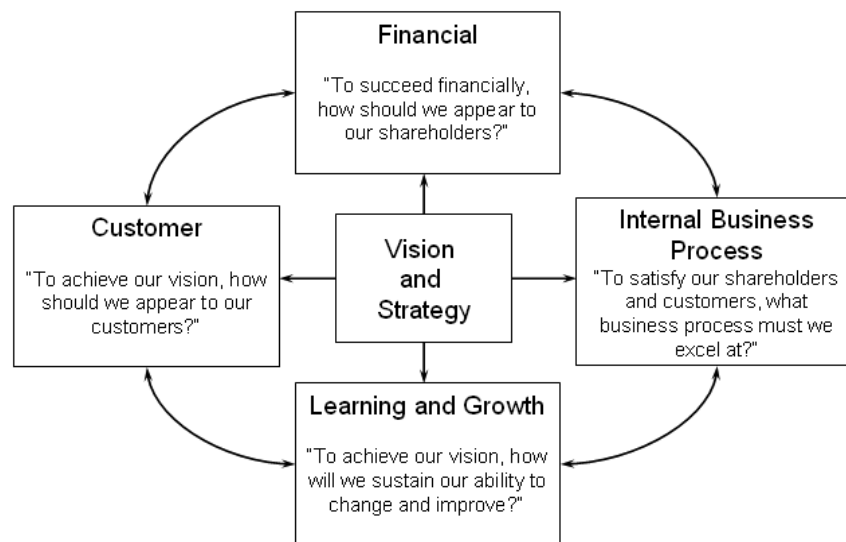 Financial
"To succeed financially,
how should we appear to
our shareholders?"
Customer
"To achieve our vision, how
should we appear to our
customers?"
Vision
and
Strategy
Internal Business
Process
"To satisfy our shareholders
and customers, what
business process must we
excel at?"
Learning and Growth
"To achieve our vision, how
will we sustain our ability to
change and improve?"